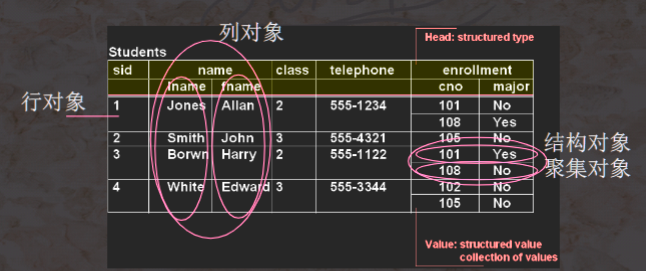 列对象
Head: structured type
Students
sid name class telephone enrollment
lname fname cno major
行对象
1 Jones Allan 2 555-1234 101 No
108 Yes
2 Smith John 3 555-4321 105 No
结构对象
3 Borwn Harry 2 555-1122 101 Yes
聚集对象
108 No
4 White Edward 3 555-3344 102 No
105 No
Value: structured value
collection of values